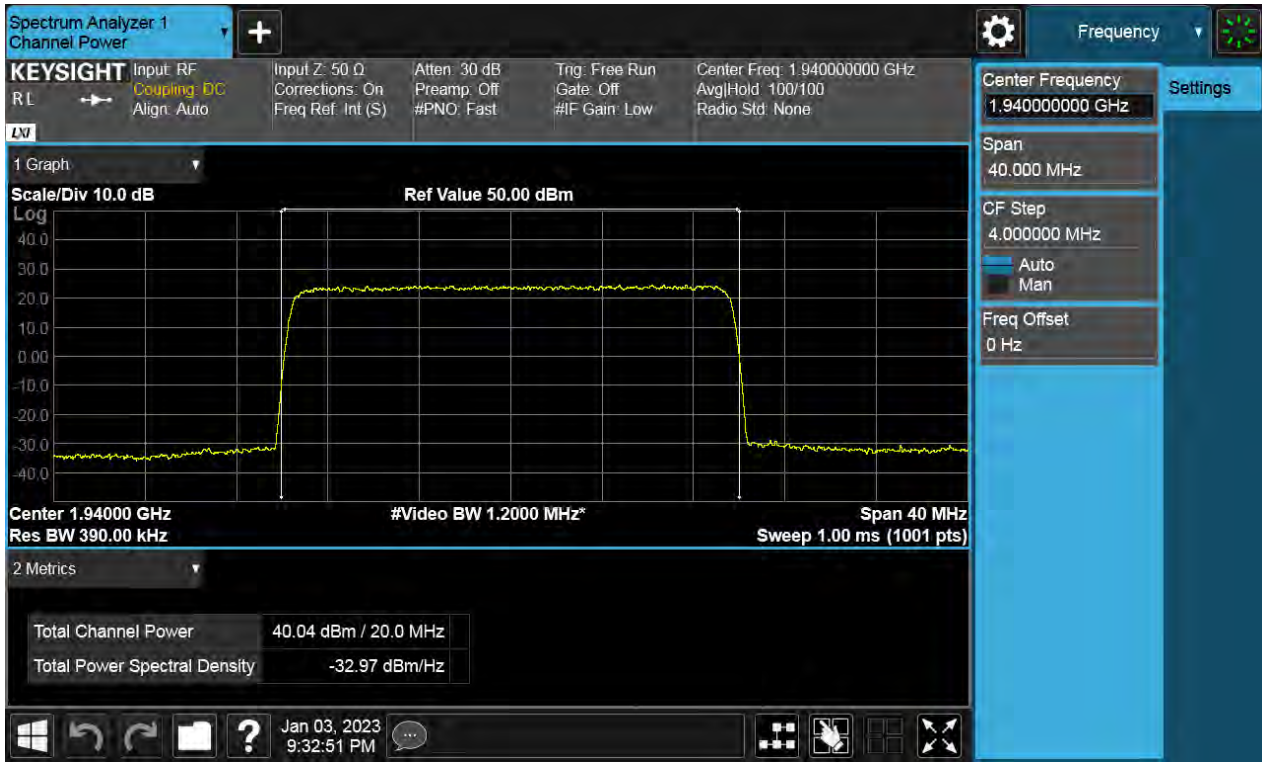 Spectrum Analyzer 1
Channel Power
+
Frequency
KEYSIGHT
RL
LXI
Input: RF
Coupling: DC
Align: Auto
Input Z: 50 Ω
Corrections: On
Freq Ref: Int (S)
Atten: 30 dB
Preamp: Off
#PNO: Fast
Trig: Free Run
Gate: Off
#IF Gain: Low
Center Freq: 1.940000000 GHz
Avg|Hold: 100/100
Radio Std: None
Center Frequency
1.940000000 GHz
Settings
Span
40.000 MHz
CF Step
4.000000 MHz
Auto
Man
Freq Offset
0 Hz
1 Graph
Scale/Div 10.0 dB
Ref Value 50.00 dBm
Log
40.0
30.0
20.0
10.0
0.00
-10.0
-20.0
-30.0
-40.0
Center 1.94000 GHz
#Video BW 1.2000 MHz*
Span 40 MHz
Res BW 390.00 kHz
Sweep 1.00 ms (1001 pts)
2 Metrics
Total Channel Power 40.04 dBm / 20.0 MHz
Total Power Spectral Density -32.97 dBm/Hz
?
Jan 03, 2023
9:32:51 PM